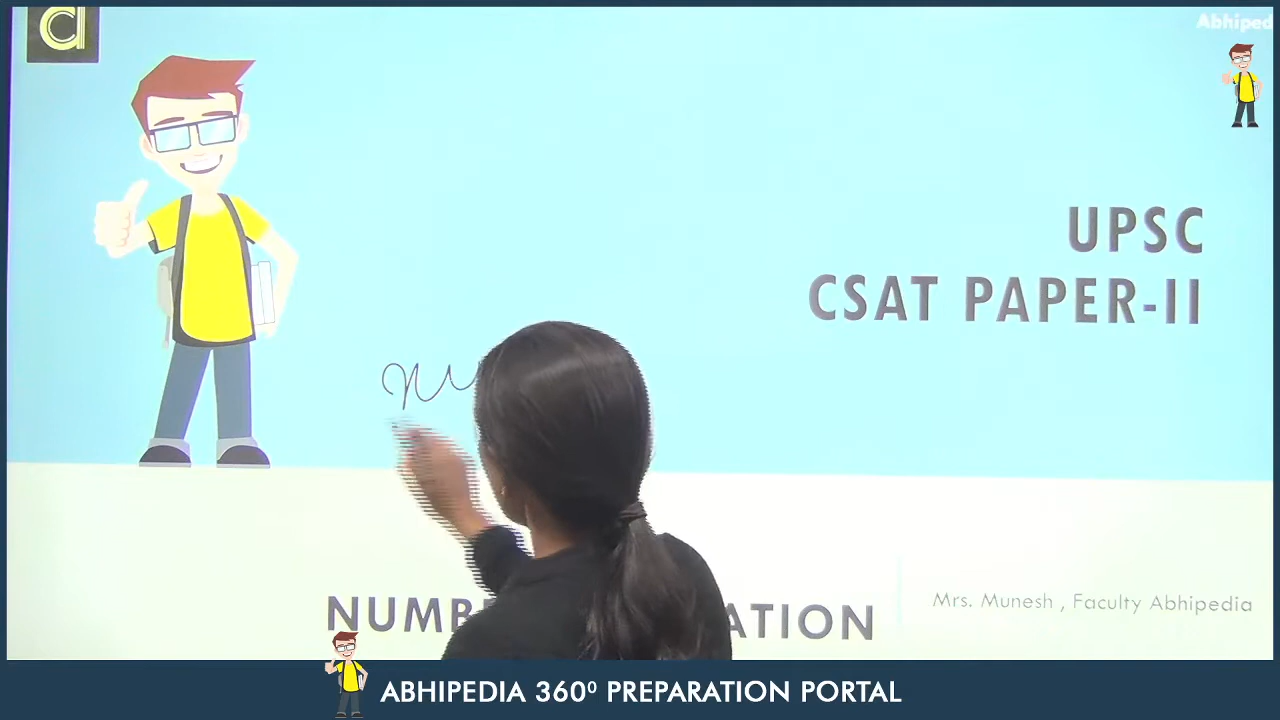 d
Abhiped
UPSC
CSAT PAPER-II
NUMB ATION
Mrs. Munesh , Faculty Abhipedia
ABHIPEDIA 360⁰ PREPARATION PORTAL